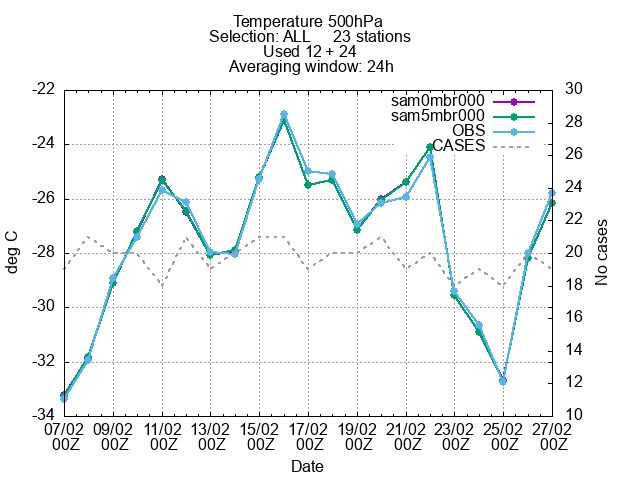 Temperature 500hPa
Selection: ALL 23 stations
Used 12 + 24
Averaging window: 24h
sam0mbr000
sam5mbr000
OBS
CASES
deg C
-22
-24
-26
-28
-30
-32
-34
No cases
30
28
26
24
22
20
18
16
14
12
10
07/02 09/02 11/02 13/02 15/02 17/02 19/02 21/02 23/02 25/02 27/02
00Z 00Z 00Z 00Z 00Z 00Z 00Z 00Z 00Z 00Z 00Z
Date